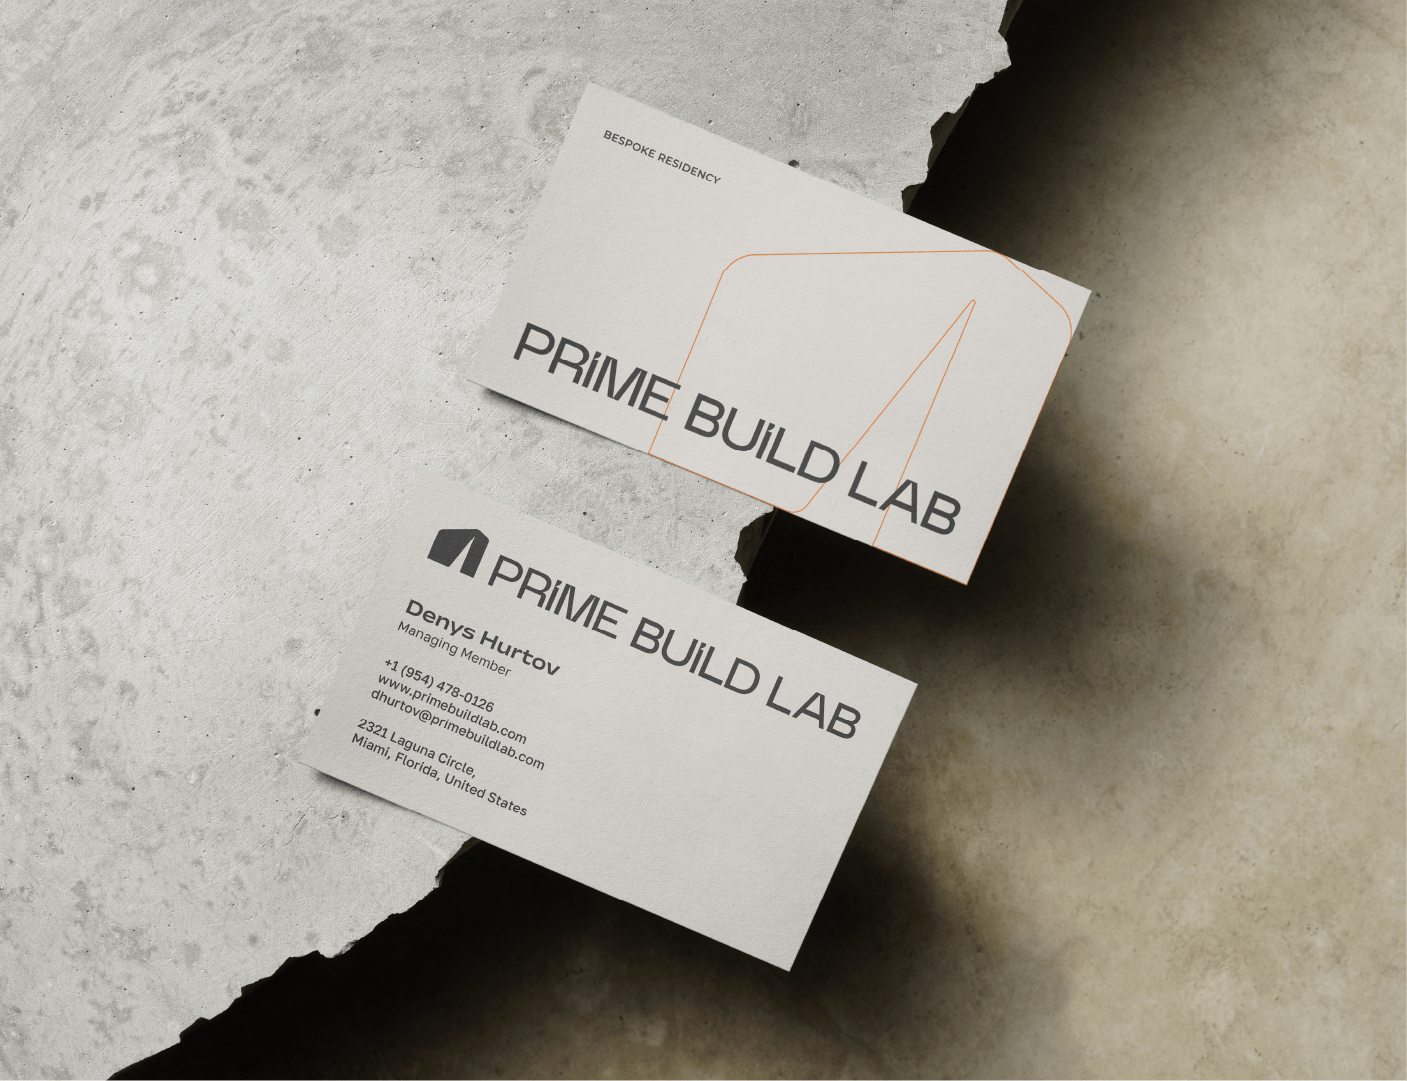 BESPOKE RESIDENCY
PRiME BUiLD LAB
PRiME BUiLD LAB
Denys Hurtov
Managing Member
+1 (954) 478-0126
www.primebuildlab.com
dhurtov@primebuildlab.com
2321 Laguna Circle,
Miami, Florida, United States